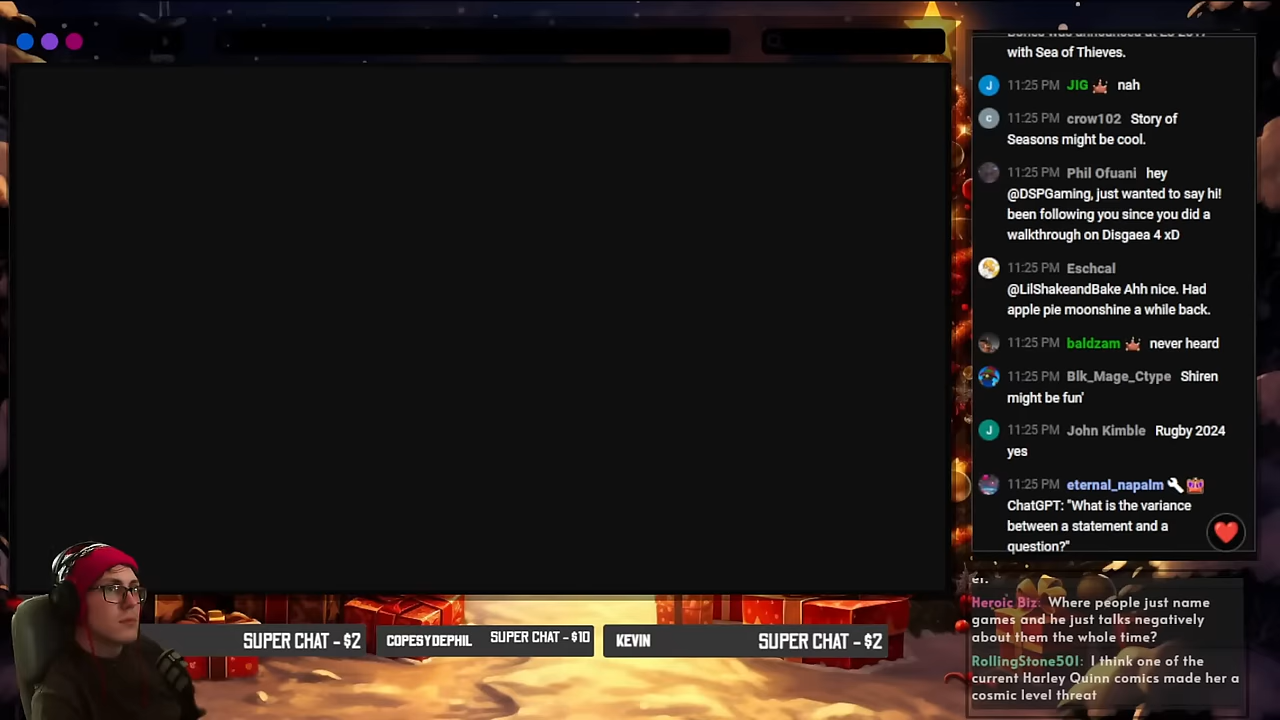 with Sea of Thieves.
J 11:25 PM JIG nah
c 11:25 PM crow102 Story of
Seasons might be cool.
11:25 PM Phil Ofuani hey
@DSPGaming, just wanted to say hi!
been following you since you did a
walkthrough on Disgaea 4 xD
11:25 PM Eschcal
@LilShakeandBake Ahh nice. Had
apple pie moonshine a while back.
11:25 PM baldzam never heard
11:25 PM Blk_Mage_Ctype Shiren
might be fun'
J 11:25 PM John Kimble Rugby 2024
yes
11:25 PM eternal_napalm
ChatGPT: "What is the variance
between a statement and a
question?"
er.
Heroic Biz: Where people just name
games and he just talks negatively
about them the whole time?
RollingStone501: I think one of the
current Harley Quinn comics made her a
cosmic level threat
SUPER CHAT - $2
COPESYDEPHIL SUPER CHAT - $10
KEVIN SUPER CHAT - $2